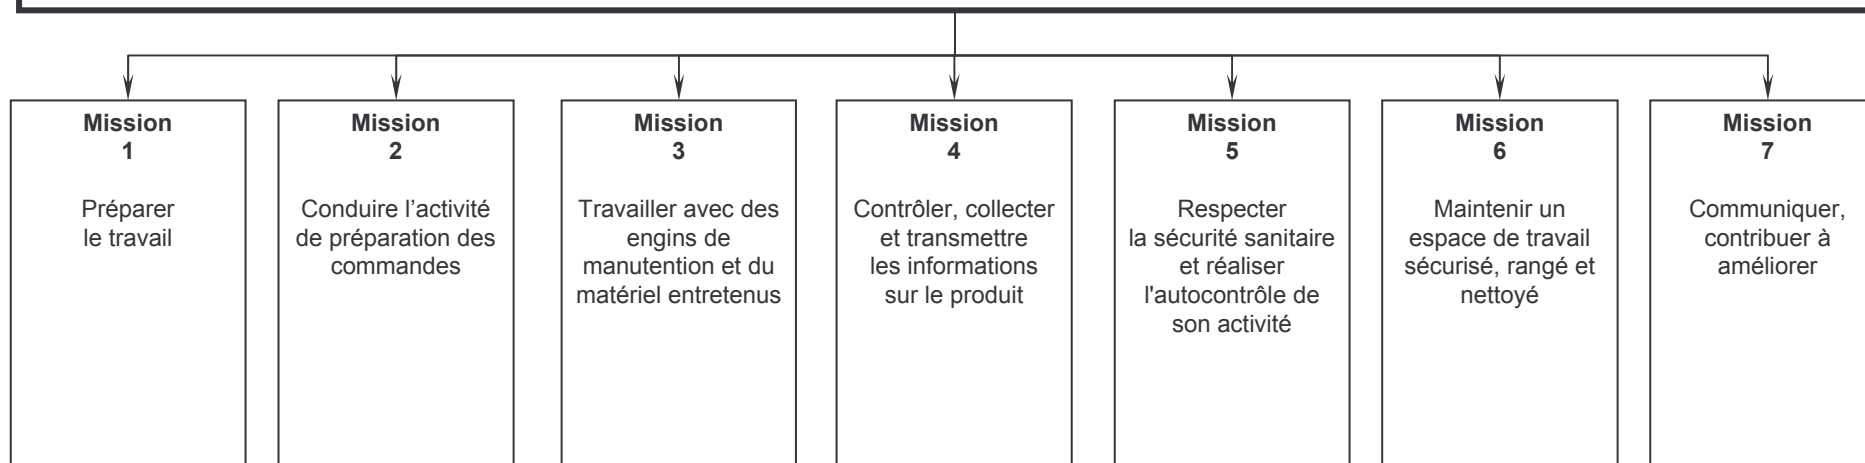 Mission
1
Préparer
le travail
Mission
2
Conduire l’activité
de préparation des
commandes
Mission
3
Travailler avec des
engins de
manutention et du
matériel entretenus
Mission
4
Contrôler, collecter
et transmettre
les informations
sur le produit
Mission
5
Respecter
la sécurité sanitaire
et réaliser
l'autocontrôle de
son activité
Mission
6
Maintenir un
espace de travail
sécurisé, rangé et
nettoyé
Mission
7
Communiquer,
contribuer à
améliorer